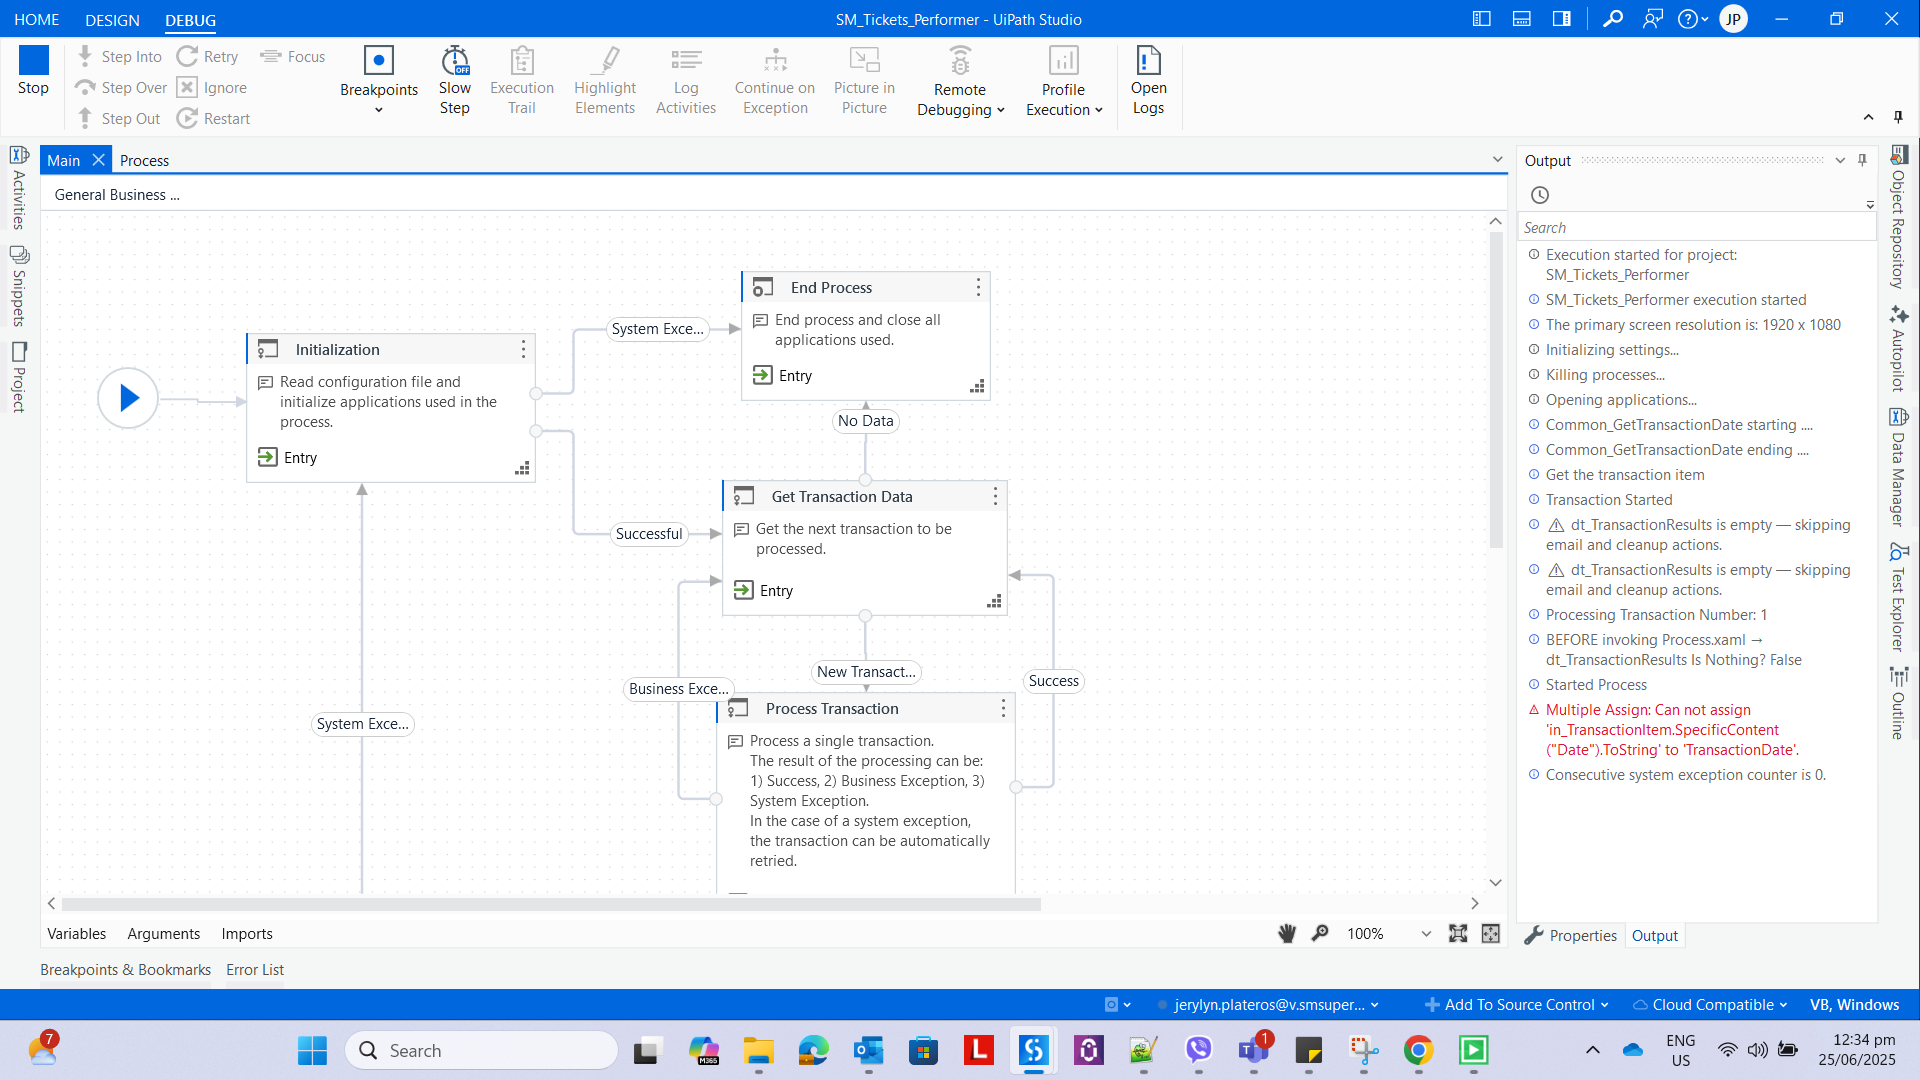 HOME DESIGN DEBUG
SM_Tickets_Performer - UiPath Studio
JP
Stop
Step Into
Step Over
Step Out
Retry
Ignore
Restart
Focus
Breakpoints
OFF
Slow
Step
Execution
Trail
Highlight
Elements
Log
Activities
Continue on
Exception
Picture in
Picture
Remote
Debugging
Profile
Execution
Open
Logs
Activities
Snippets
Project
Main
Process
General Business ...
Initialization
Read configuration file and
initialize applications used in the
process.
Entry
System Exce...
End Process
End process and close all
applications used.
Entry
No Data
Successful
Get Transaction Data
Get the next transaction to be
processed.
Entry
New Transact...
Business Exce...
Success
System Exce...
Process Transaction
Process a single transaction.
The result of the processing can be:
1) Success, 2) Business Exception, 3)
System Exception.
In the case of a system exception,
the transaction can be automatically
retried.
Output
Search
Execution started for project:
SM_Tickets_Performer
SM_Tickets_Performer execution started
The primary screen resolution is: 1920 x 1080
Initializing settings...
Killing processes...
Opening applications...
Common_GetTransactionDate starting ....
Common_GetTransactionDate ending ....
Get the transaction item
Transaction Started
⚠ dt_TransactionResults is empty — skipping
email and cleanup actions.
⚠ dt_TransactionResults is empty — skipping
email and cleanup actions.
Processing Transaction Number: 1
BEFORE invoking Process.xaml →
dt_TransactionResults Is Nothing? False
Started Process
Multiple Assign: Can not assign
'in_TransactionItem.SpecificContent
("Date").ToString' to 'TransactionDate'.
Consecutive system exception counter is 0.
Object Repository
Autopilot
Data Manager
Test Explorer
Outline
Variables
Arguments
Imports
100%
Properties
Output
Breakpoints & Bookmarks
Error List
jerylyn.plateros@v.smsuper...
Add To Source Control
Cloud Compatible
VB, Windows
7
Search
M365
L
1
ENG
US
12:34 pm
25/06/2025